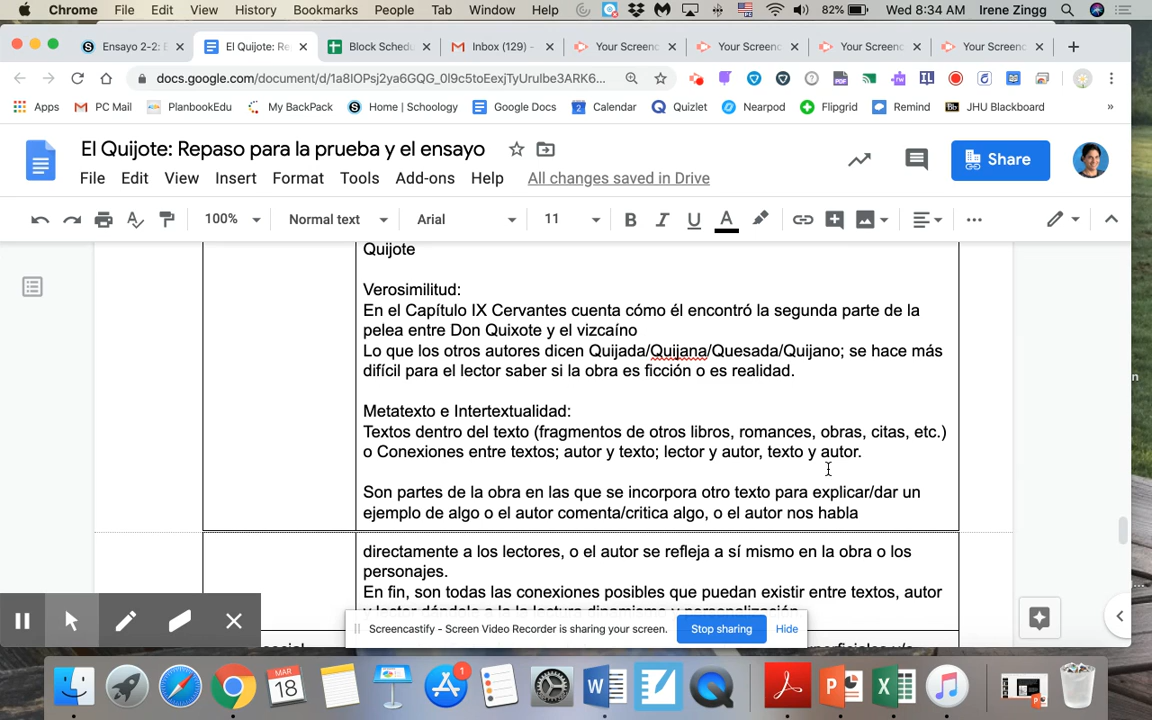 Chrome File Edit View History Bookmarks People Tab Window Help 82% Wed 8:34 AM Irene Zingg
Ensayo 2-2: E El Quijote: Re Block Schedu Inbox (129) - Your Screenc Your Screenc Your Screenc Your Screenc
docs.google.com/document/d/1a8IOPsj2ya6GQG_0I9c5toEexjTyUruIbe3ARK6...
Apps PC Mail PlanbookEdu My BackPack Home | Schoology Google Docs Calendar Quizlet Nearpod Flipgrid Remind JHU Blackboard »
El Quijote: Repaso para la prueba y el ensayo
Share
File Edit View Insert Format Tools Add-ons Help All changes saved in Drive
100% Normal text Arial 11 B I U A
Quijote
Verosimilitud:
En el Capítulo IX Cervantes cuenta cómo él encontró la segunda parte de la
pelea entre Don Quixote y el vizcaíno
Lo que los otros autores dicen Quijada/Quijana/Quesada/Quijano; se hace más
difícil para el lector saber si la obra es ficción o es realidad.
Metatexto e Intertextualidad:
Textos dentro del texto (fragmentos de otros libros, romances, obras, citas, etc.)
o Conexiones entre textos; autor y texto; lector y autor, texto y autor.
Son partes de la obra en las que se incorpora otro texto para explicar/dar un
ejemplo de algo o el autor comenta/critica algo, o el autor nos habla
directamente a los lectores, o el autor se refleja a sí mismo en la obra o los
personajes.
En fin, son todas las conexiones posibles que puedan existir entre textos, autor
Screencastify - Screen Video Recorder is sharing your screen. Stop sharing Hide
MAR
18
1